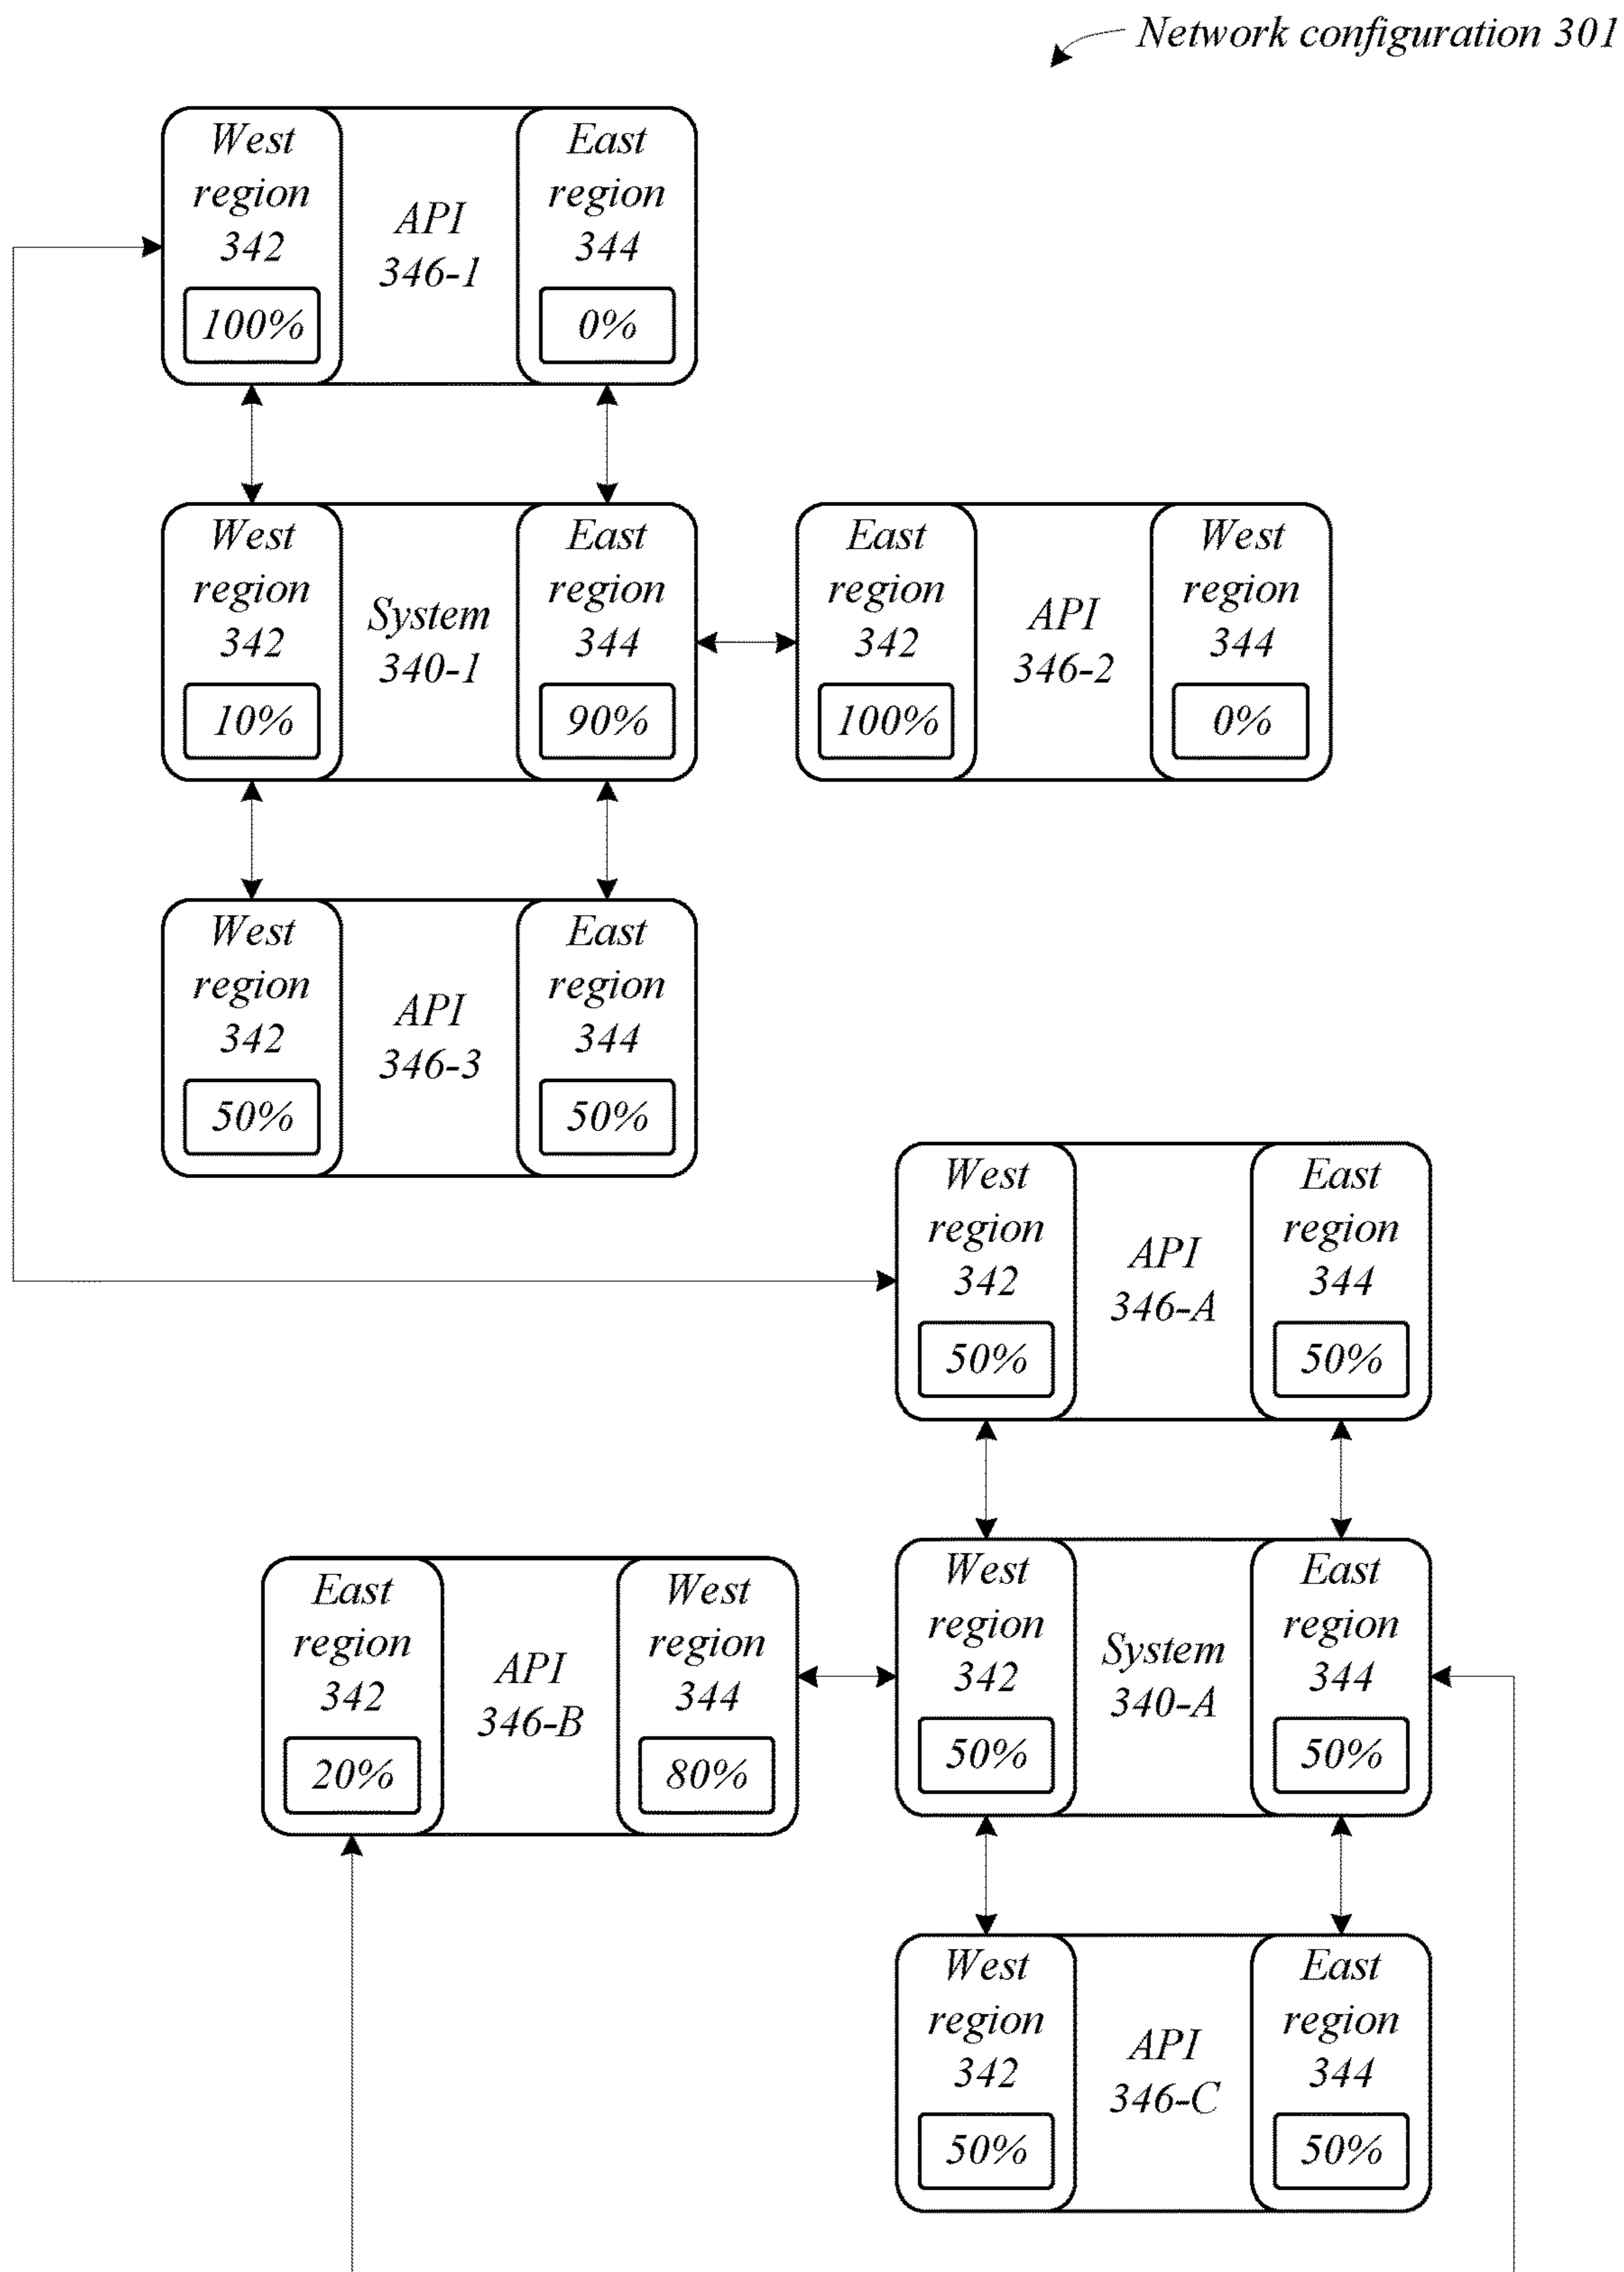 Network configuration 301
West
region
342
100%
API
346-1
East
region
344
0%
West
region
342
10%
System
340-1
East
region
344
90%
East
region
342
100%
API
346-2
West
region
344
0%
West
region
342
50%
API
346-3
East
region
344
50%
West
region
342
50%
API
346-A
East
region
344
50%
East
region
342
20%
API
346-B
West
region
344
80%
West
region
342
50%
System
340-A
East
region
344
50%
West
region
342
50%
API
346-C
East
region
344
50%